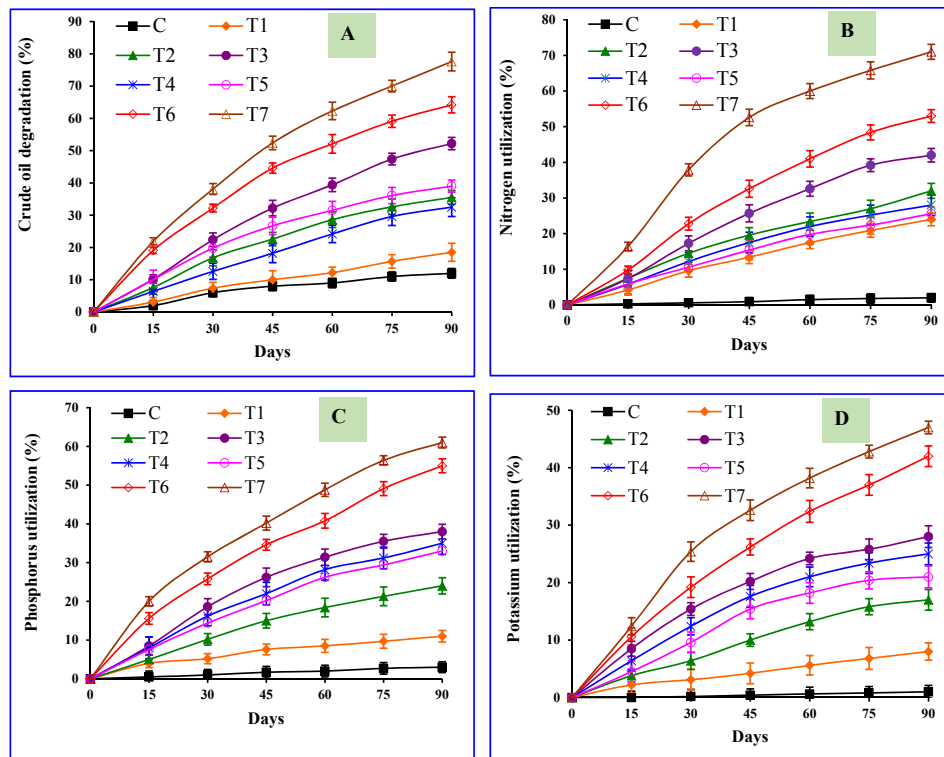 A
C
T1
T2
T3
T4
T5
T6
T7
Crude oil degradation (%)
90
80
70
60
50
40
30
20
10
0
0 15 30 45 60 75 90
Days
B
C
T1
T2
T3
T4
T5
T6
T7
Nitrogen utilization (%)
80
70
60
50
40
30
20
10
0
0 15 30 45 60 75 90
Days
C
C
T1
T2
T3
T4
T5
T6
T7
Phosphorus utilization (%)
70
60
50
40
30
20
10
0
0 15 30 45 60 75 90
Days
D
C
T1
T2
T3
T4
T5
T6
T7
Potassium utilization (%)
50
40
30
20
10
0
0 15 30 45 60 75 90
Days